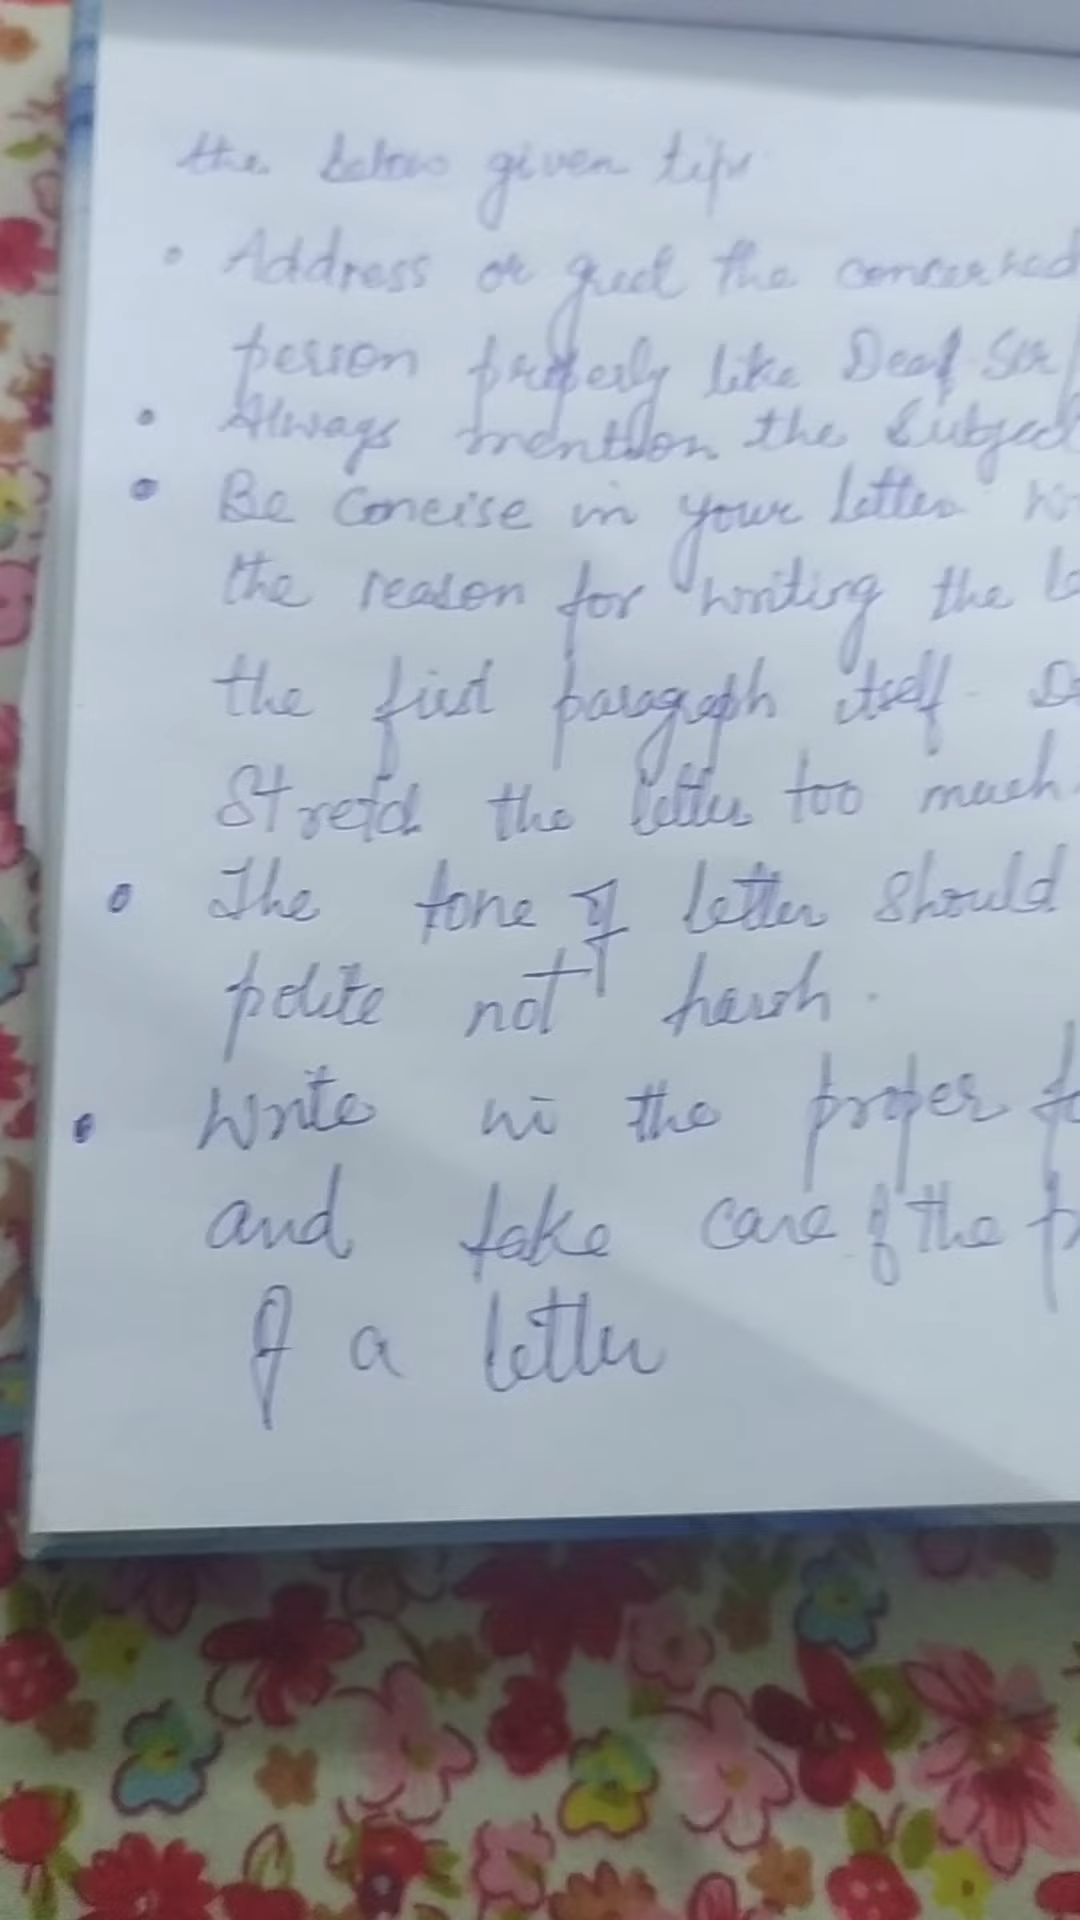 the below given tips
• Address or greet the concerned
person properly like Dear Sir/
• Always mention the Subject
• Be Concise in your letter.
the reason for writing the
the first paragraph itself.
Stretch the letter too much.
• The tone of letter should
polite not harsh.
• Write in the proper
and take care of the
of a letter